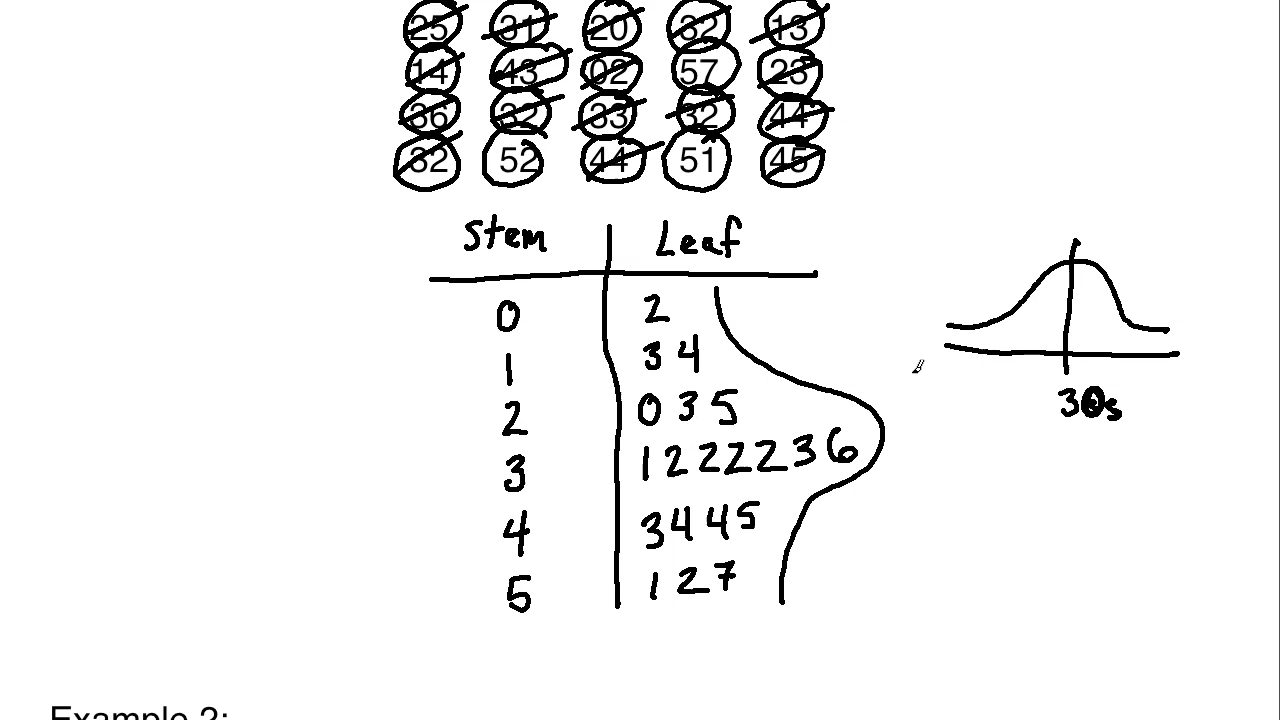 25 31 20 32 13
14 43 02 57 23
36 32 33 32 44
32 52 44 51 45
Stem Leaf
0 2
1 3 4
2 0 3 5
3 1 2 2 2 2 3 6
4 3 4 4 5
5 1 2 7
30s
Example 2: